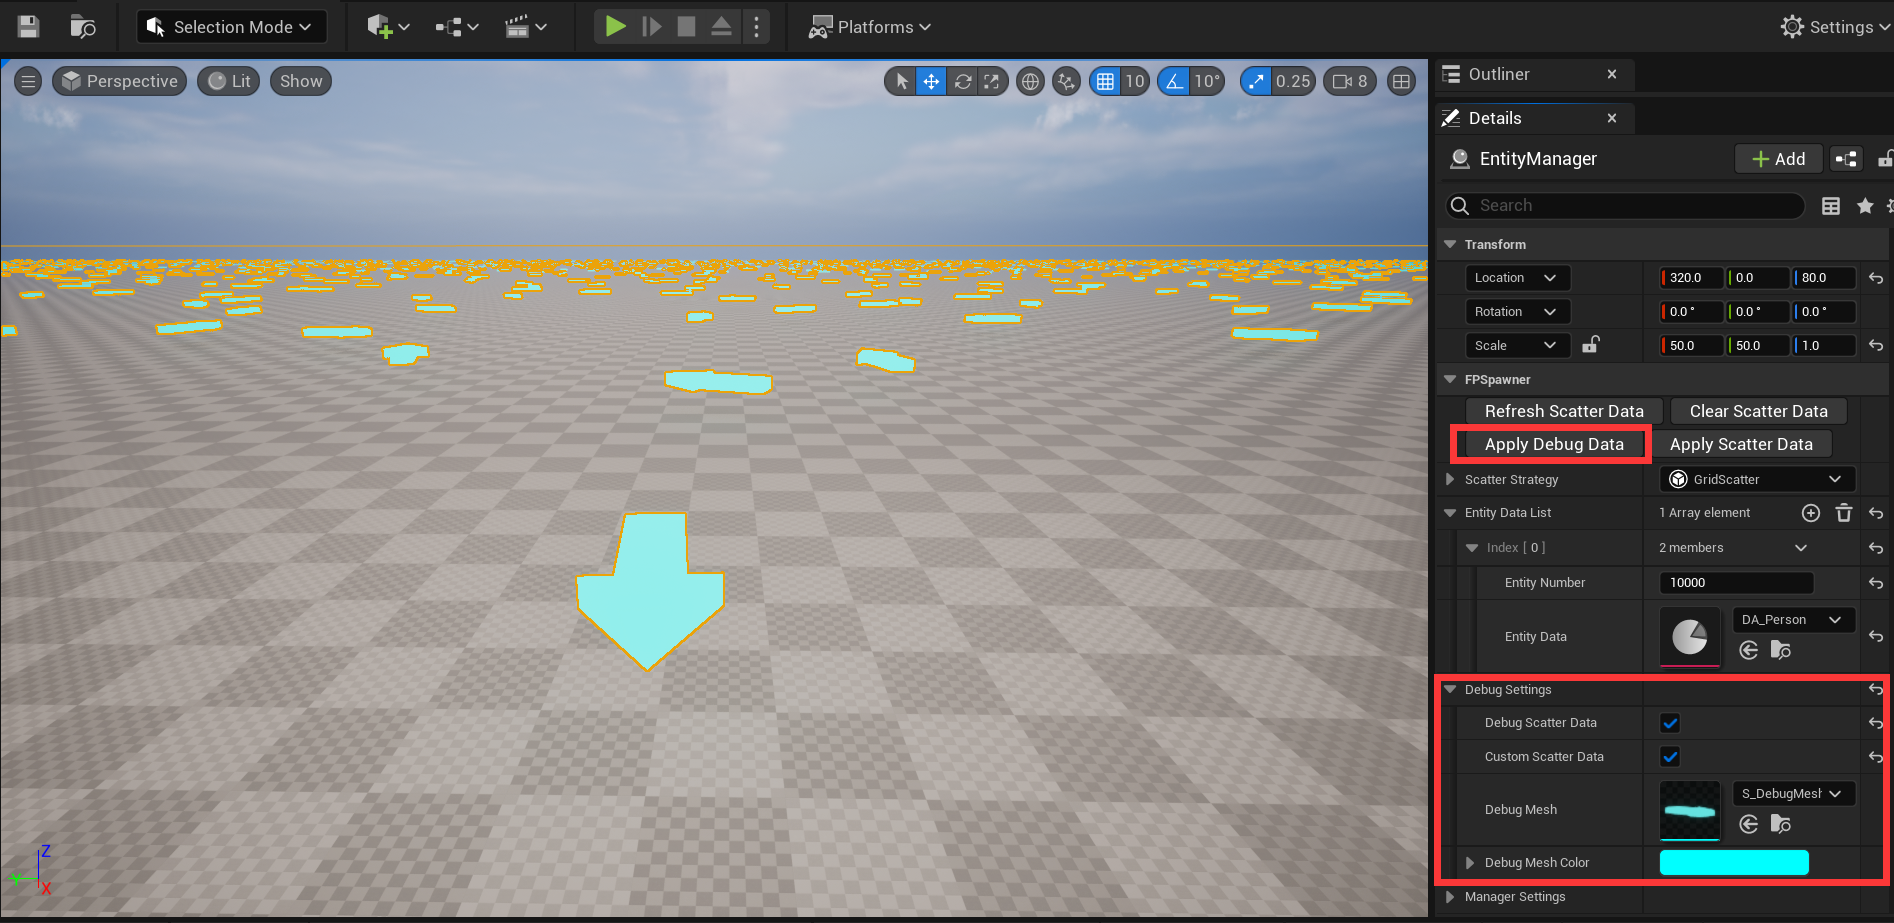 Selection Mode
Platforms
Settings
Perspective
Lit
Show
10
10°
0.25
8
Outliner
Details
EntityManager
Add
Search
Transform
Location
320.0
0.0
80.0
Rotation
0.0 °
0.0 °
0.0 °
Scale
50.0
50.0
1.0
FPSpawner
Refresh Scatter Data
Clear Scatter Data
Apply Debug Data
Apply Scatter Data
Scatter Strategy
GridScatter
Entity Data List
1 Array element
Index [ 0 ]
2 members
Entity Number
10000
Entity Data
DA_Person
Debug Settings
Debug Scatter Data
Custom Scatter Data
Debug Mesh
S_DebugMesh
Debug Mesh Color
Manager Settings
Z
Y
X